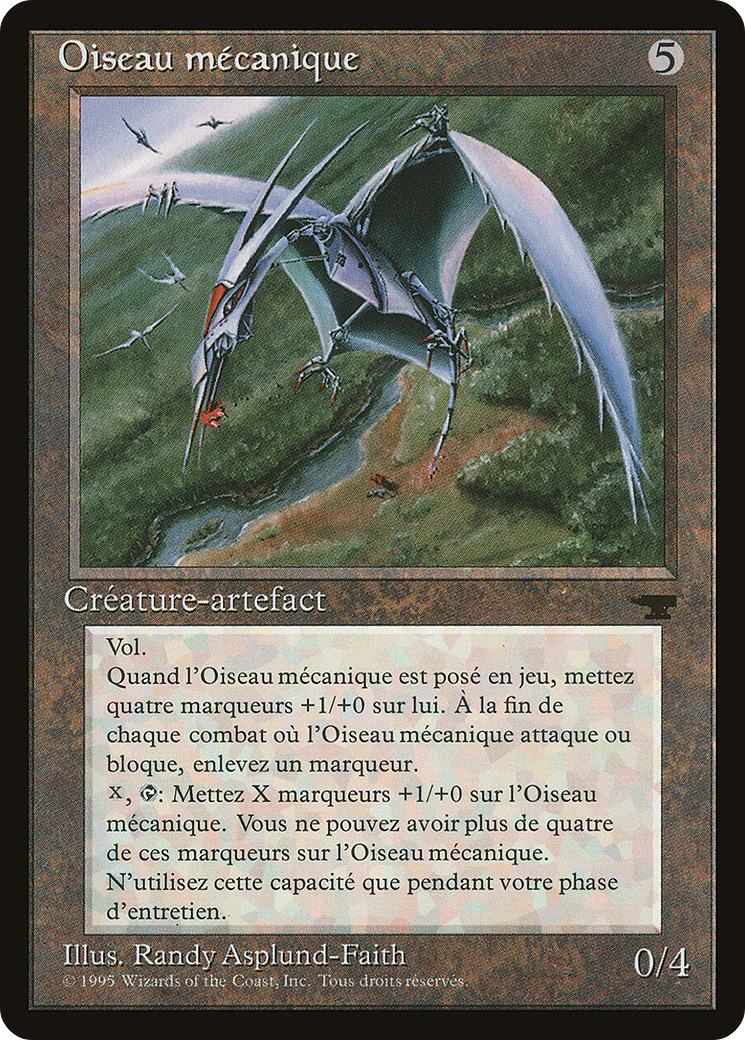 Oiseau mécanique
5
Créature-artefact
Vol.
Quand l'Oiseau mécanique est posé en jeu, mettez
quatre marqueurs +1/+0 sur lui. À la fin de
chaque combat où l'Oiseau mécanique attaque ou
bloque, enlevez un marqueur.
X, : Mettez X marqueurs +1/+0 sur l'Oiseau
mécanique. Vous ne pouvez avoir plus de quatre
de ces marqueurs sur l'Oiseau mécanique.
N'utilisez cette capacité que pendant votre phase
d'entretien.
Illus. Randy Asplund-Faith
0/4
© 1995 Wizards of the Coast, Inc. Tous droits réservés.